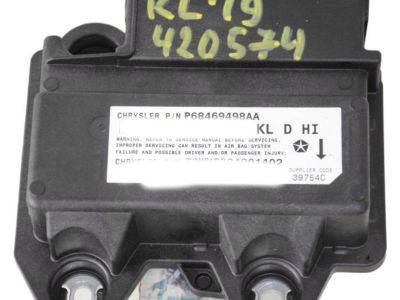 KL-19
420574
CHRYSLER P/N P68469498AA
KL D HI
WARNING, REFER TO SERVICE MANUAL BEFORE SERVICING.
IMPROPER SERVICING CAN RESULT IN AIR BAG SYSTEM
FAILURE AND POSSIBLE DRIVER AND/OR PASSENGER INJURY.
CHRYSLER
SUPPLIER CODE
39754C